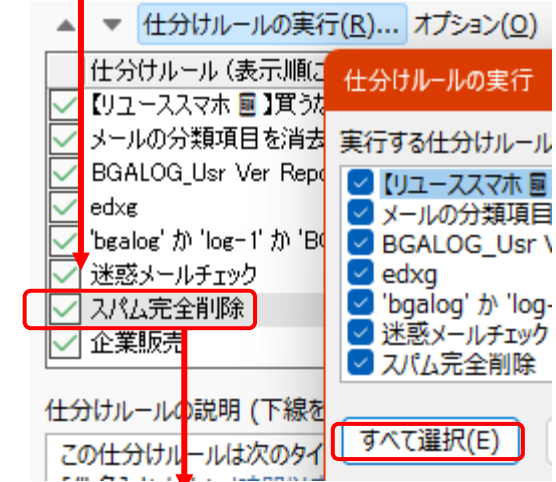 ▲ ▼ 仕分けルールの実行(R)... オプション(O)
仕分けルール (表示順に
【リユーススマホ📱】買うな
メールの分類項目を消去
BGALOG_Usr Ver Repo
edxg
'bgalog' か 'log-1' か 'BG
迷惑メールチェック
スパム完全削除
企業販売
仕分けルールの説明 (下線を
この仕分けルールは次のタイ
仕分けルールの実行
実行する仕分けルール
【リユーススマホ
メールの分類項目
BGALOG_Usr V
edxg
'bgalog' か 'log-
迷惑メールチェック
スパム完全削除
すべて選択(E)